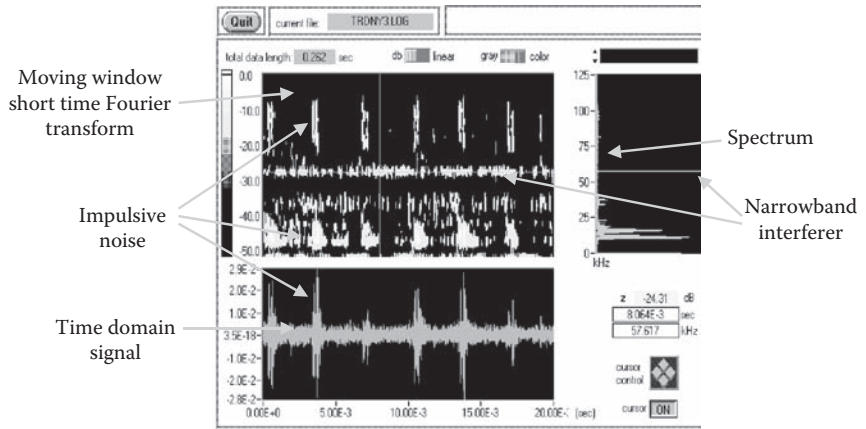 Quit
current file:
TRDNY3.LOG
total data length:
0.262
sec
db
linear
gray
color
Moving window
short time Fourier
transform
0.0
-10.0
-20.0
-30.0
-40.0
-50.0
125-
100-
75-
50-
25-
0-
kHz
Spectrum
Impulsive
noise
Narrowband
interferer
2.9E-2
2.0E-2
1.0E-2
3.5E-18
-1.0E-2
-2.0E-2
-2.8E-2
Time domain
signal
z
-24.31
dB
8.064E-3
sec
57.617
kHz
cursor
control
cursor
ON
0.00E+0
5.00E-3
10.00E-3
15.00E-3
20.00E-
(sec)